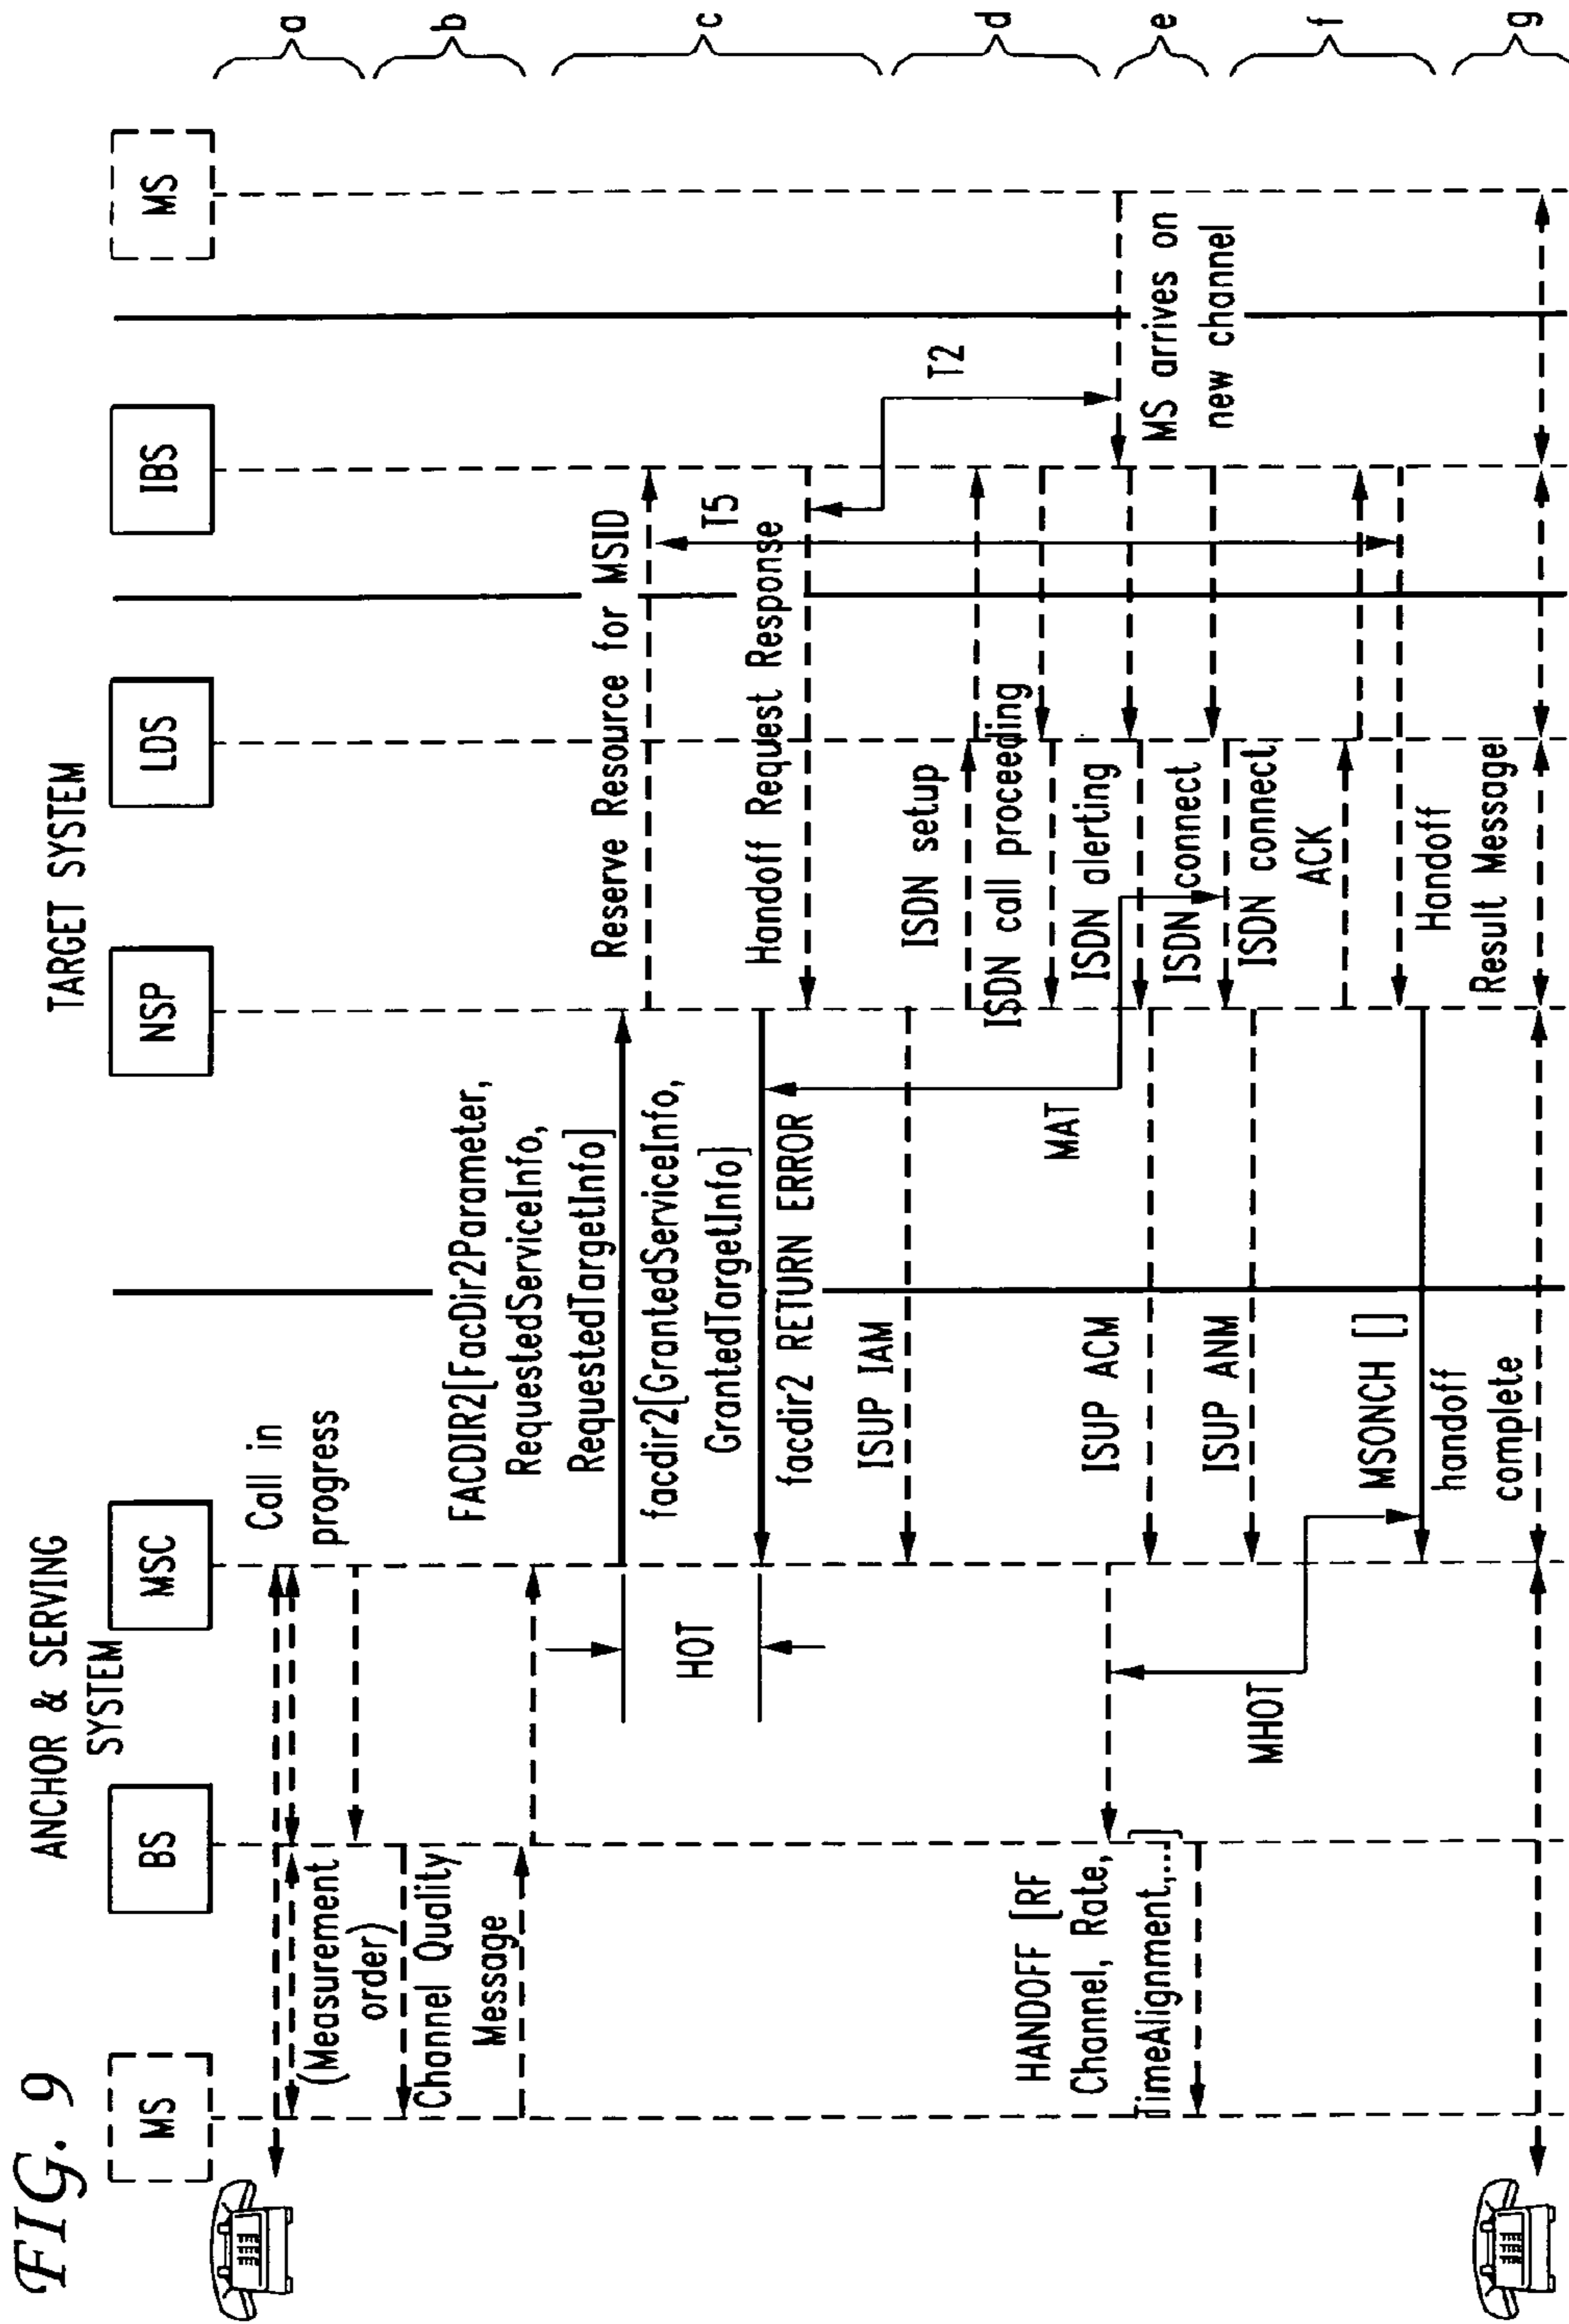 FIG. 9
ANCHOR & SERVING
SYSTEM
TARGET SYSTEM
MS
BS
MSC
NSP
LDS
IBS
MS
Call in
progress
a
(Measurement
order)
Channel Quality
Message
b
FACDIR2[FacDir2Parameter,
RequestedServiceInfo,
RequestedTargetInfo]
Reserve Resource for MSID
HOT
facdir2[GrantedServiceInfo,
GrantedTargetInfo]
facdir2 RETURN ERROR
Handoff Request Response
T5
c
ISUP IAM
ISDN setup
ISDN call proceeding
T2
d
HANDOFF [RF
Channel, Rate,
TimeAlignment,...]
MAT
ISUP ACM
ISDN alerting
MS arrives on
new channel
e
ISUP ANM
ISDN connect
ISDN connect
ACK
MHOT
MSONCH []
handoff
complete
Handoff
Result Message
f
g